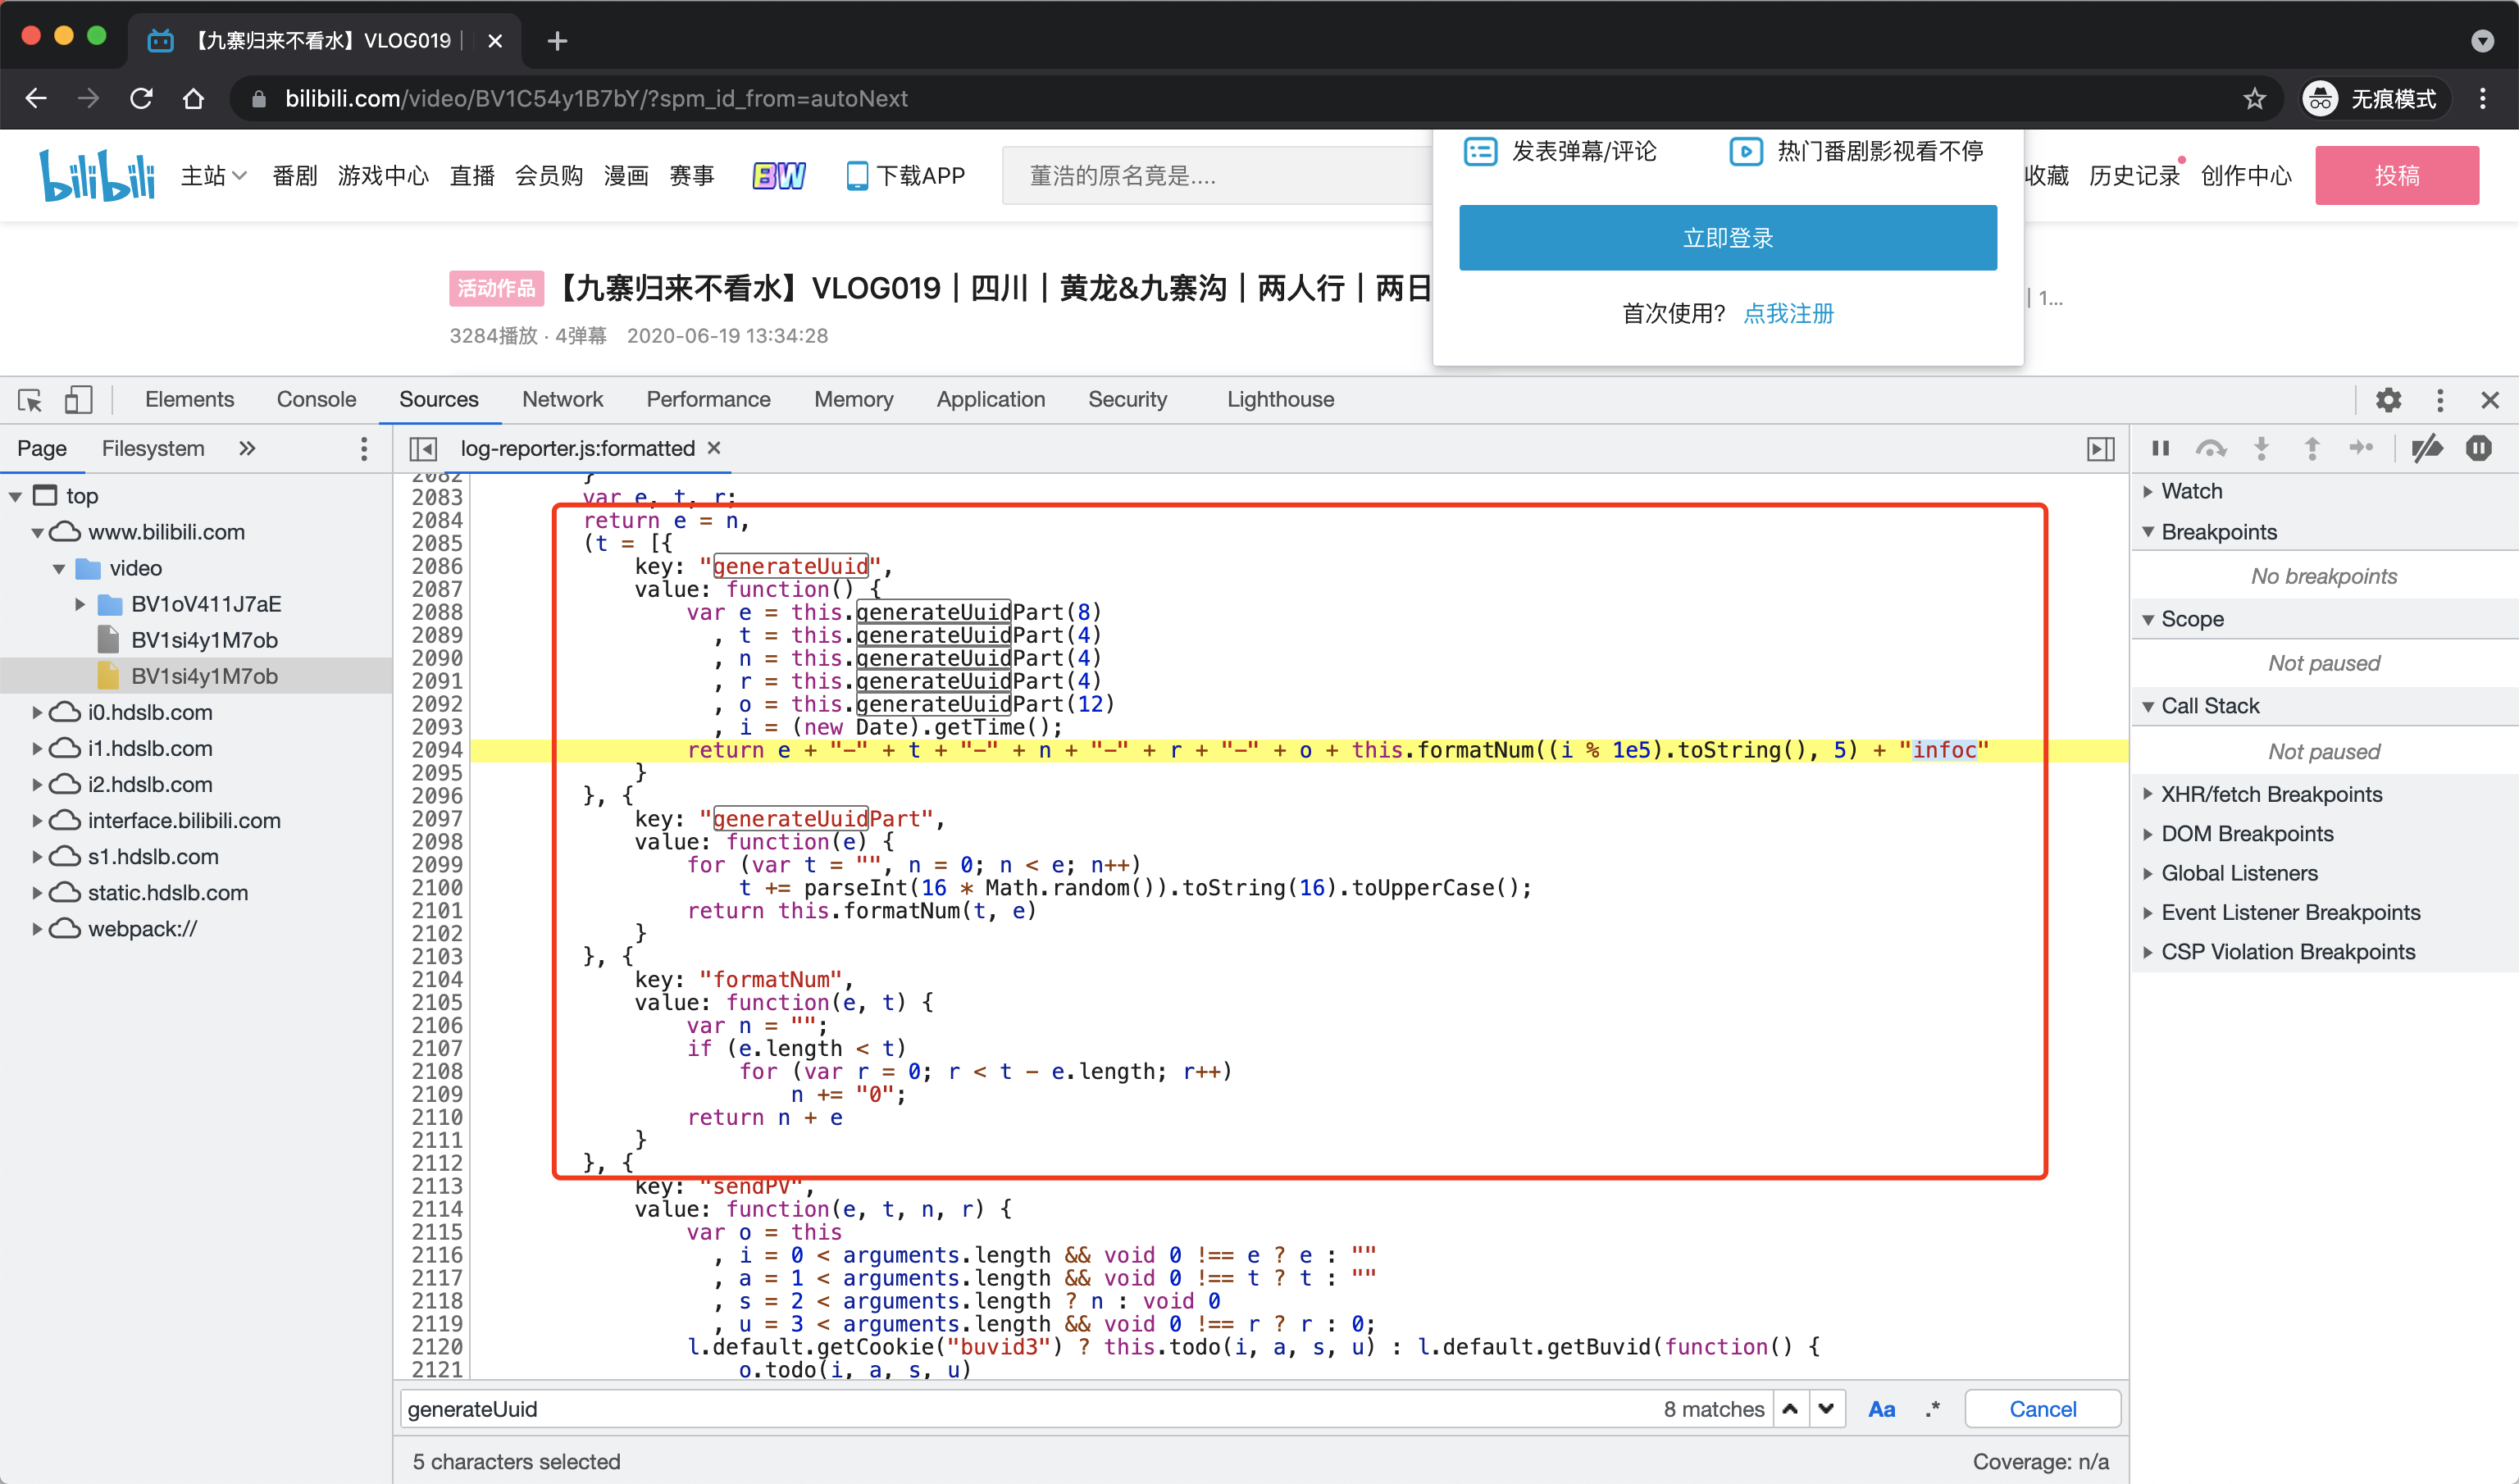 【九寨归来不看水】VLOG019｜
bilibili.com/video/BV1C54y1B7bY/?spm_id_from=autoNext
无痕模式
bilibili 主站 番剧 游戏中心 直播 会员购 漫画 赛事 BW 下载APP 董浩的原名竟是.... 收藏 历史记录 创作中心 投稿
发表弹幕/评论 热门番剧影视看不停
立即登录
首次使用? 点我注册
活动作品 【九寨归来不看水】VLOG019｜四川｜黄龙&九寨沟｜两人行｜两日
| 1...
3284播放 · 4弹幕 2020-06-19 13:34:28
Elements Console Sources Network Performance Memory Application Security Lighthouse
Page Filesystem log-reporter.js:formatted
top
www.bilibili.com
video
BV1oV411J7aE
BV1si4y1M7ob
BV1si4y1M7ob
i0.hdslb.com
i1.hdslb.com
i2.hdslb.com
interface.bilibili.com
s1.hdslb.com
static.hdslb.com
webpack://
2082 }
2083 var e, t, r;
2084 return e = n,
2085 (t = [{
2086 key: "generateUuid",
2087 value: function() {
2088 var e = this.generateUuidPart(8)
2089 , t = this.generateUuidPart(4)
2090 , n = this.generateUuidPart(4)
2091 , r = this.generateUuidPart(4)
2092 , o = this.generateUuidPart(12)
2093 , i = (new Date).getTime();
2094 return e + "-" + t + "-" + n + "-" + r + "-" + o + this.formatNum((i % 1e5).toString(), 5) + "infoc"
2095 }
2096 }, {
2097 key: "generateUuidPart",
2098 value: function(e) {
2099 for (var t = "", n = 0; n < e; n++)
2100 t += parseInt(16 * Math.random()).toString(16).toUpperCase();
2101 return this.formatNum(t, e)
2102 }
2103 }, {
2104 key: "formatNum",
2105 value: function(e, t) {
2106 var n = "";
2107 if (e.length < t)
2108 for (var r = 0; r < t - e.length; r++)
2109 n += "0";
2110 return n + e
2111 }
2112 }, {
2113 key: "sendPV",
2114 value: function(e, t, n, r) {
2115 var o = this
2116 , i = 0 < arguments.length && void 0 !== e ? e : ""
2117 , a = 1 < arguments.length && void 0 !== t ? t : ""
2118 , s = 2 < arguments.length ? n : void 0
2119 , u = 3 < arguments.length && void 0 !== r ? r : 0;
2120 l.default.getCookie("buvid3") ? this.todo(i, a, s, u) : l.default.getBuvid(function() {
2121 o.todo(i, a, s, u)
Watch
Breakpoints
No breakpoints
Scope
Not paused
Call Stack
Not paused
XHR/fetch Breakpoints
DOM Breakpoints
Global Listeners
Event Listener Breakpoints
CSP Violation Breakpoints
generateUuid 8 matches Aa .* Cancel
5 characters selected Coverage: n/a